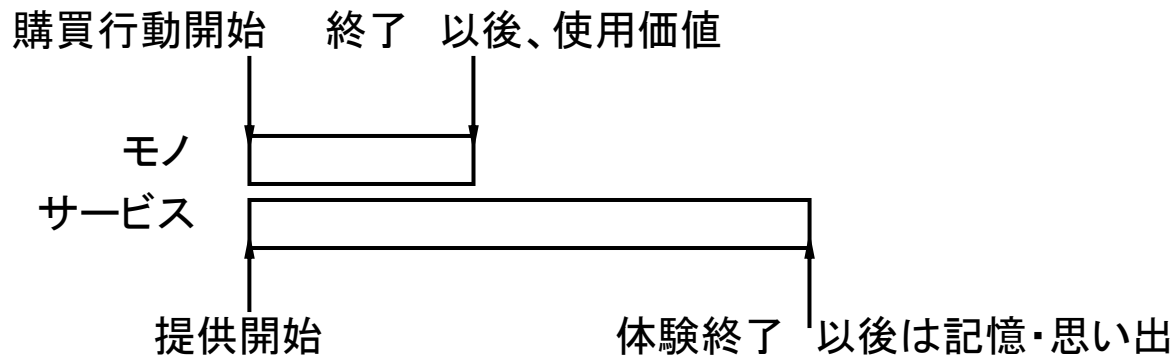 購買行動開始 終了 以後、使用価値
モノ
サービス
提供開始 体験終了 以後は記憶・思い出